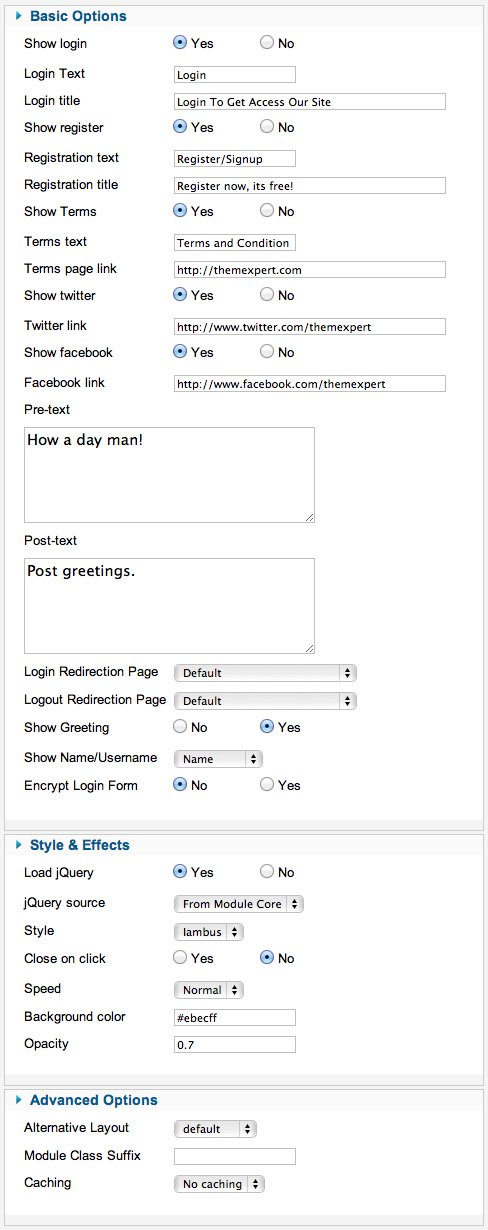 Basic Options
Show login Yes No
Login Text Login
Login title Login To Get Access Our Site
Show register Yes No
Registration text Register/Signup
Registration title Register now, its free!
Show Terms Yes No
Terms text Terms and Condition
Terms page link http://themexpert.com
Show twitter Yes No
Twitter link http://www.twitter.com/themexpert
Show facebook Yes No
Facebook link http://www.facebook.com/themexpert
Pre-text
How a day man!
Post-text
Post greetings.
Login Redirection Page Default
Logout Redirection Page Default
Show Greeting No Yes
Show Name/Username Name
Encrypt Login Form No Yes
Style & Effects
Load jQuery Yes No
jQuery source From Module Core
Style Iambus
Close on click Yes No
Speed Normal
Background color #ebecff
Opacity 0.7
Advanced Options
Alternative Layout default
Module Class Suffix
Caching No caching